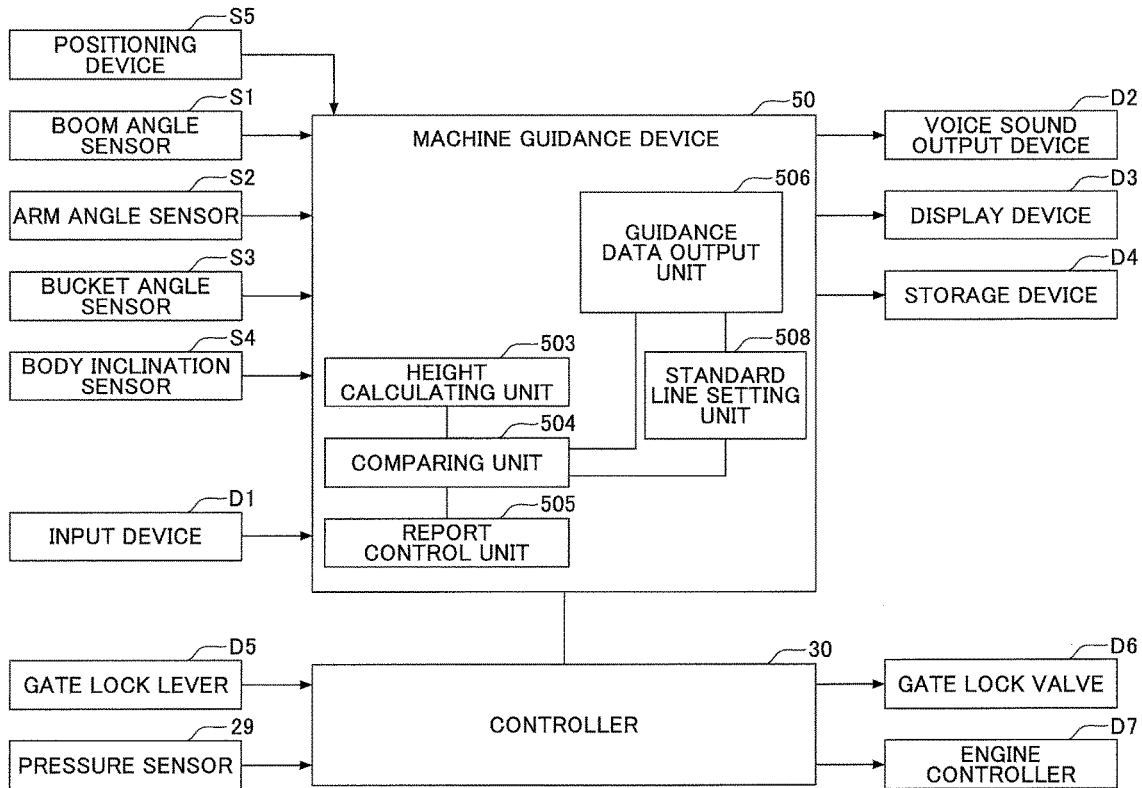 S5
POSITIONING
DEVICE
S1
BOOM ANGLE
SENSOR
S2
ARM ANGLE SENSOR
S3
BUCKET ANGLE
SENSOR
S4
BODY INCLINATION
SENSOR
D1
INPUT DEVICE
50
MACHINE GUIDANCE DEVICE
506
GUIDANCE
DATA OUTPUT
UNIT
503
HEIGHT
CALCULATING UNIT
508
STANDARD
LINE SETTING
UNIT
504
COMPARING UNIT
505
REPORT
CONTROL UNIT
D2
VOICE SOUND
OUTPUT DEVICE
D3
DISPLAY DEVICE
D4
STORAGE DEVICE
D5
GATE LOCK LEVER
29
PRESSURE SENSOR
30
CONTROLLER
D6
GATE LOCK VALVE
D7
ENGINE
CONTROLLER